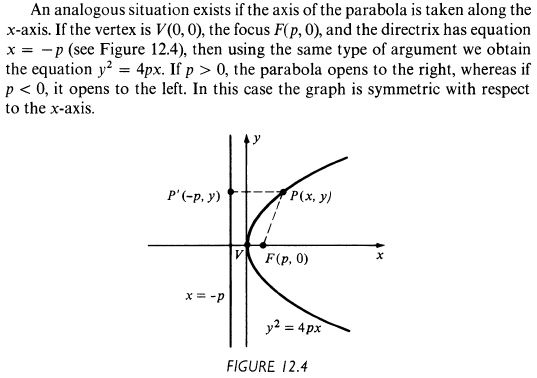 An analogous situation exists if the axis of the parabola is taken along the
x-axis. If the vertex is V(0, 0), the focus F(p, 0), and the directrix has equation
x = −p (see Figure 12.4), then using the same type of argument we obtain
the equation y² = 4px. If p > 0, the parabola opens to the right, whereas if
p < 0, it opens to the left. In this case the graph is symmetric with respect
to the x-axis.
y
P'(-p, y)
P(x, y)
V
F(p, 0)
x
x = -p
y² = 4px
FIGURE 12.4